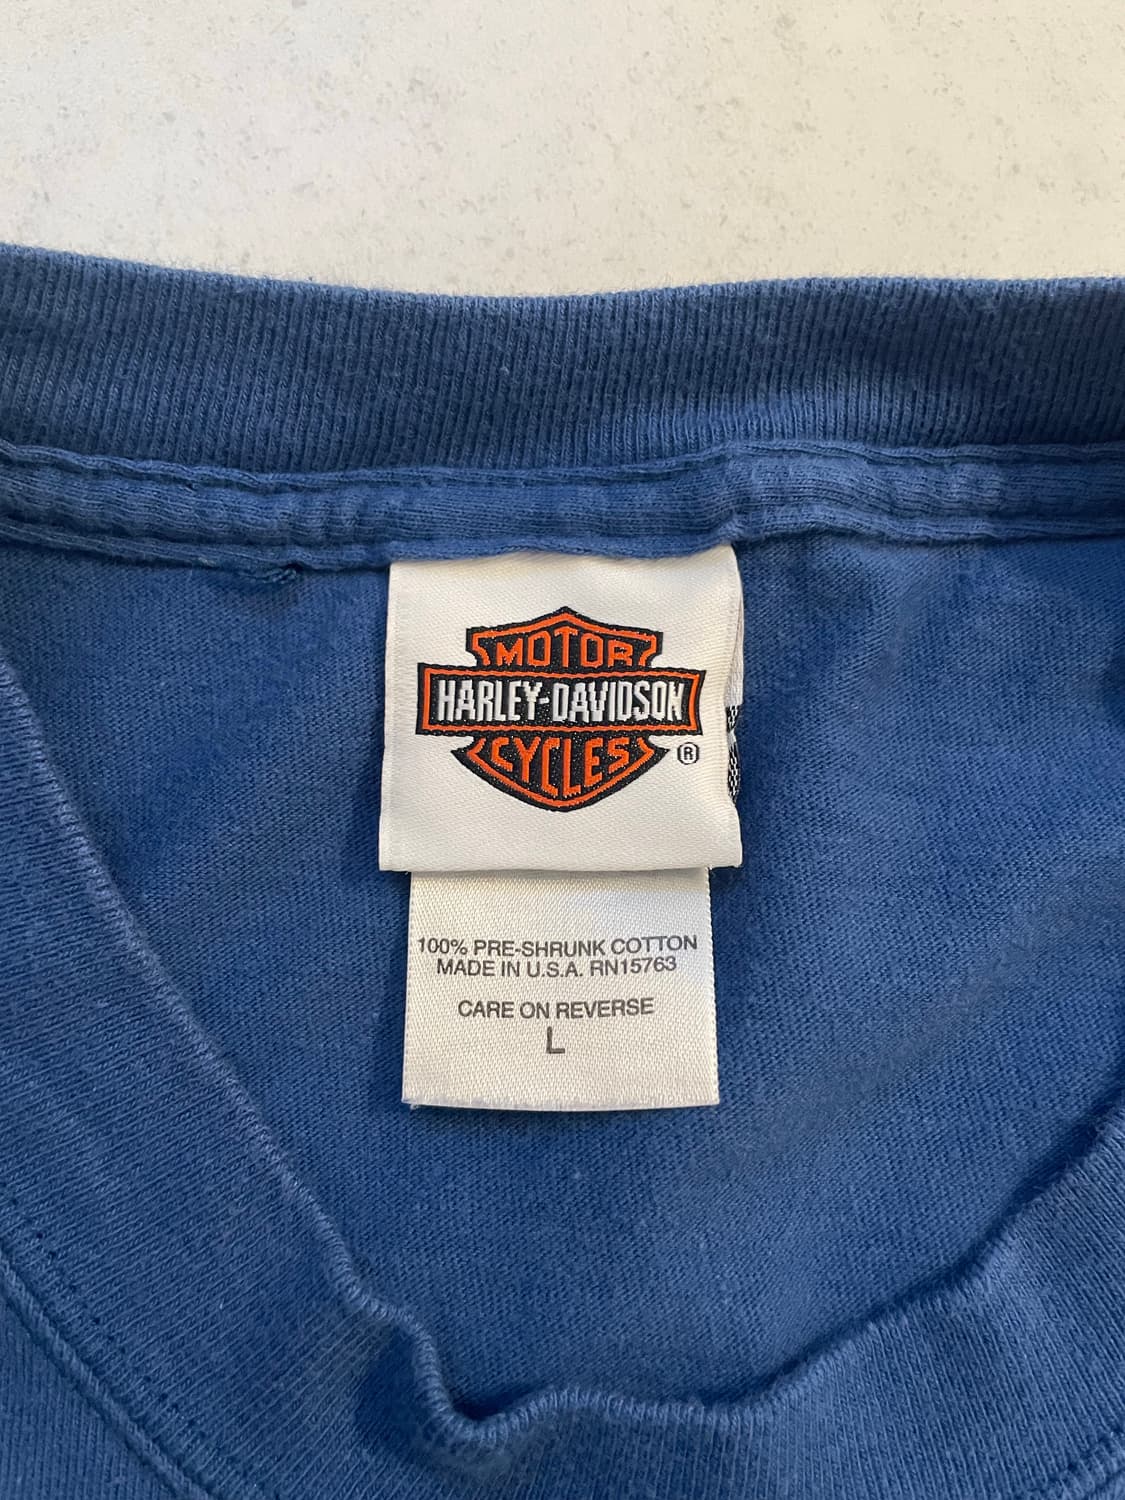 MOTOR
HARLEY-DAVIDSON
CYCLES
®
100% PRE-SHRUNK COTTON
MADE IN U.S.A. RN15763
CARE ON REVERSE
L